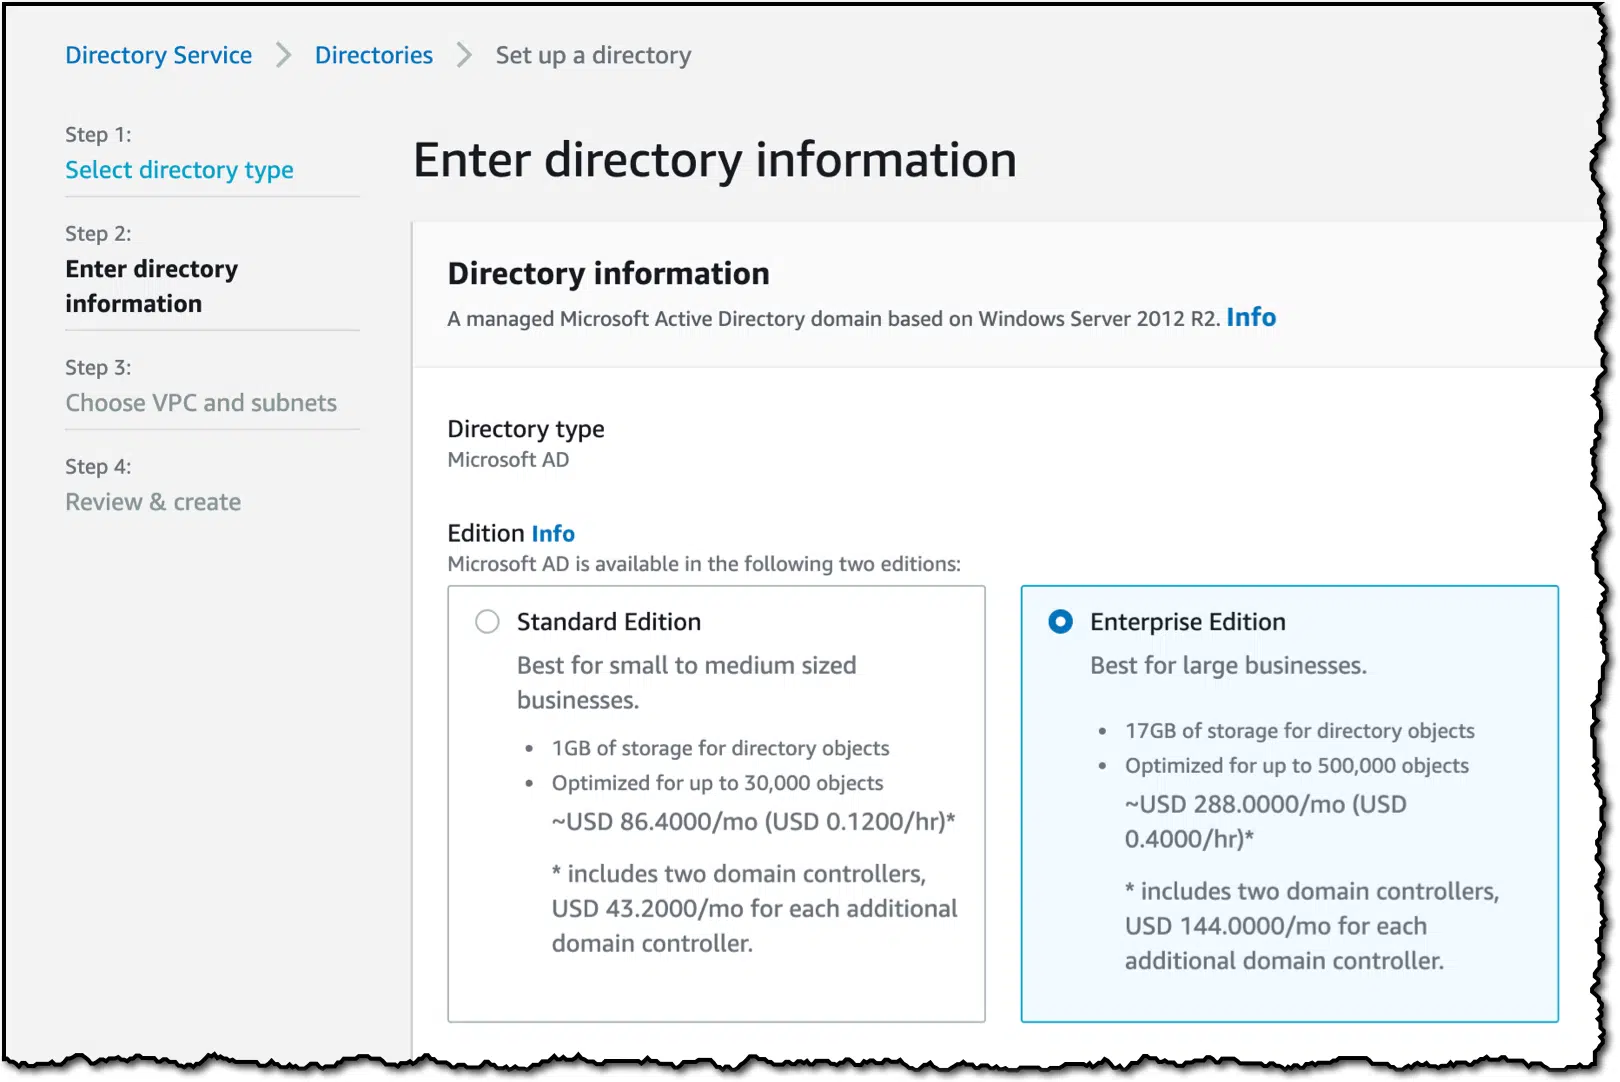 Directory Service > Directories > Set up a directory
Step 1:
Select directory type
Step 2:
Enter directory
information
Step 3:
Choose VPC and subnets
Step 4:
Review & create
Enter directory information
Directory information
A managed Microsoft Active Directory domain based on Windows Server 2012 R2. Info
Directory type
Microsoft AD
Edition Info
Microsoft AD is available in the following two editions:
Standard Edition
Best for small to medium sized
businesses.
• 1GB of storage for directory objects
• Optimized for up to 30,000 objects
~USD 86.4000/mo (USD 0.1200/hr)*
* includes two domain controllers,
USD 43.2000/mo for each additional
domain controller.
Enterprise Edition
Best for large businesses.
• 17GB of storage for directory objects
• Optimized for up to 500,000 objects
~USD 288.0000/mo (USD
0.4000/hr)*
* includes two domain controllers,
USD 144.0000/mo for each
additional domain controller.